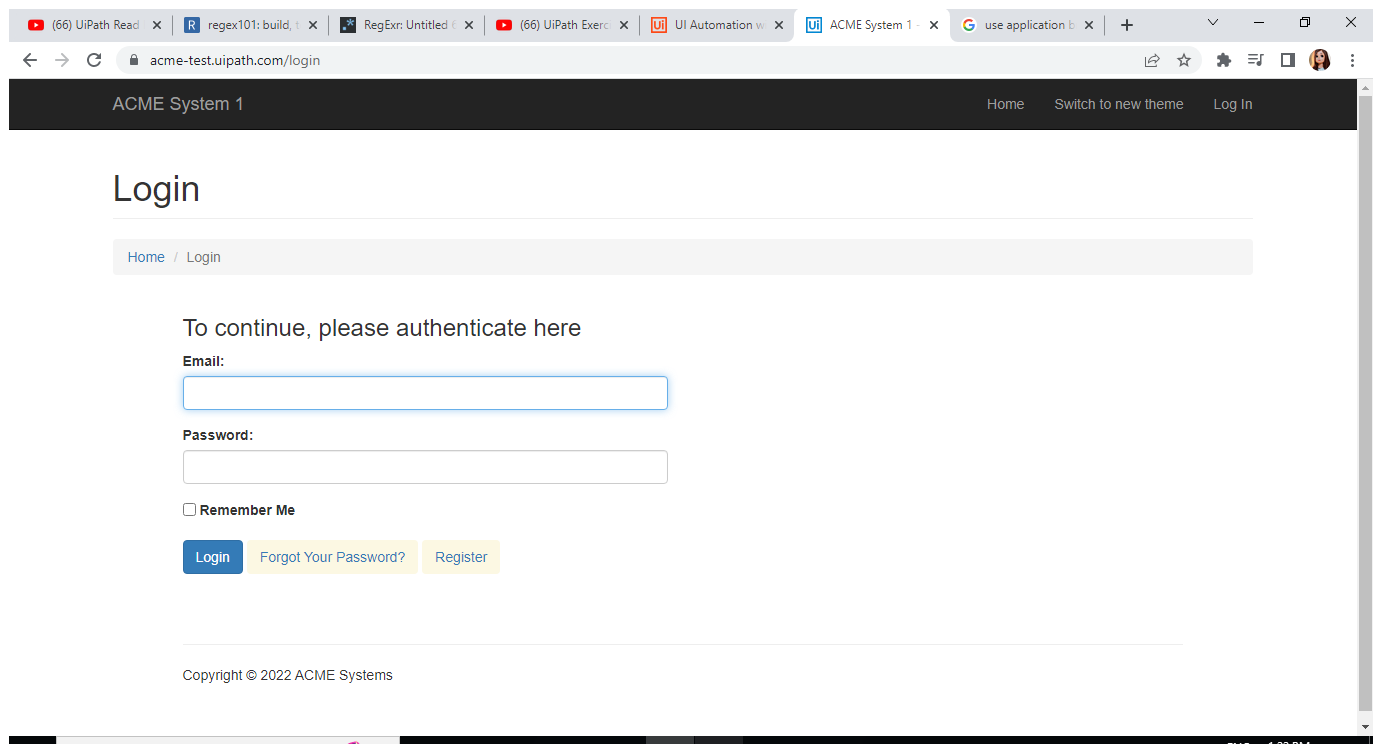 (66) UiPath Read regex101: build, t RegExr: Untitled (66) UiPath Exerc Ui UI Automation w Ui ACME System 1 - use application b
acme-test.uipath.com/login
ACME System 1 Home Switch to new theme Log In
Login
Home / Login
To continue, please authenticate here
Email:
Password:
Remember Me
Login Forgot Your Password? Register
Copyright © 2022 ACME Systems